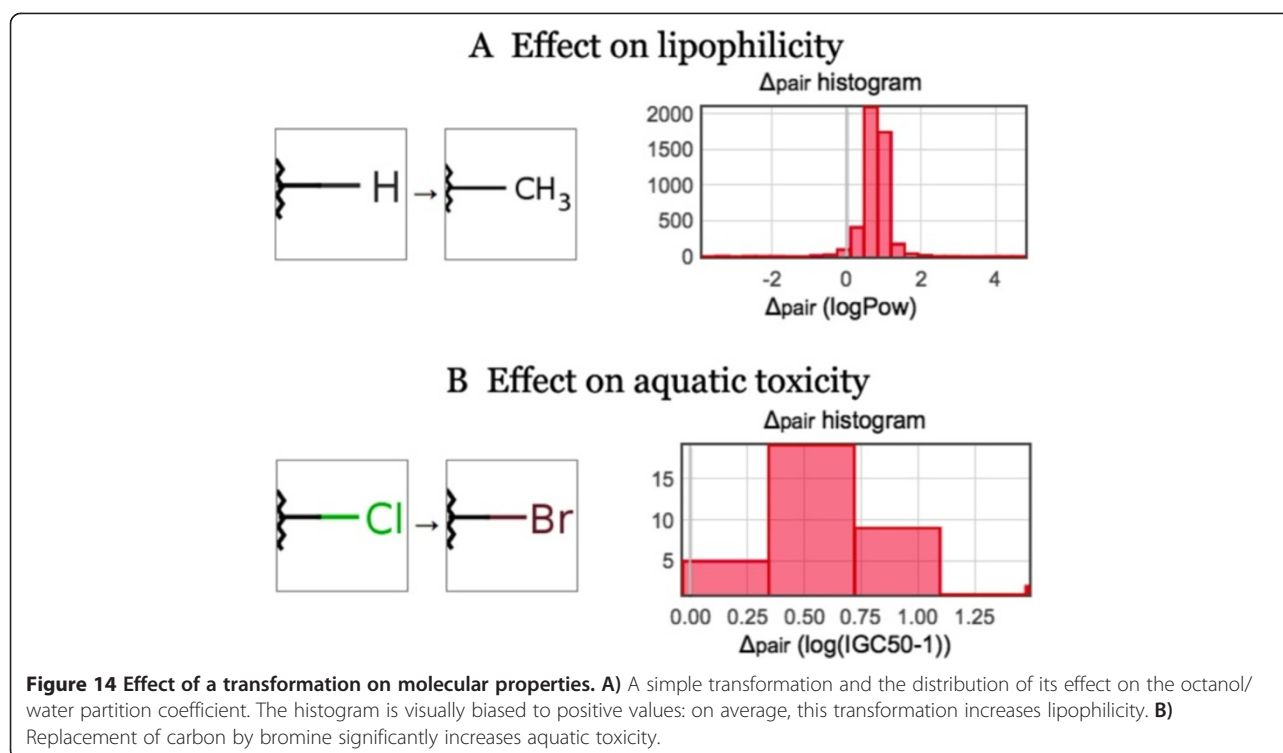 A Effect on lipophilicity
Δpair histogram
H → CH3
2000
1500
1000
500
0
-2 0 2 4
Δpair (logPow)
B Effect on aquatic toxicity
Δpair histogram
Cl → Br
15
10
5
0.00 0.25 0.50 0.75 1.00 1.25
Δpair (log(IGC50-1))
Figure 14 Effect of a transformation on molecular properties. A) A simple transformation and the distribution of its effect on the octanol/
water partition coefficient. The histogram is visually biased to positive values: on average, this transformation increases lipophilicity. B)
Replacement of carbon by bromine significantly increases aquatic toxicity.